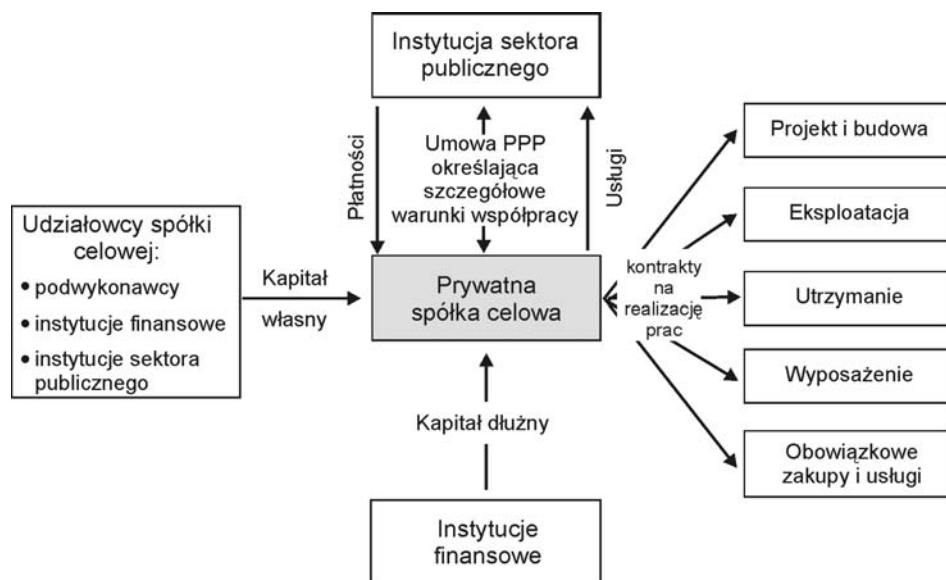 Instytucja sektora
publicznego
Płatności
Umowa PPP
określająca
szczegółowe
warunki współpracy
Usługi
Udziałowcy spółki
celowej:
• podwykonawcy
• instytucje finansowe
• instytucje sektora
publicznego
Kapitał
własny
Prywatna
spółka celowa
kontrakty
na
realizację
prac
Projekt i budowa
Eksploatacja
Utrzymanie
Wyposażenie
Obowiązkowe
zakupy i usługi
Kapitał dłużny
Instytucje
finansowe